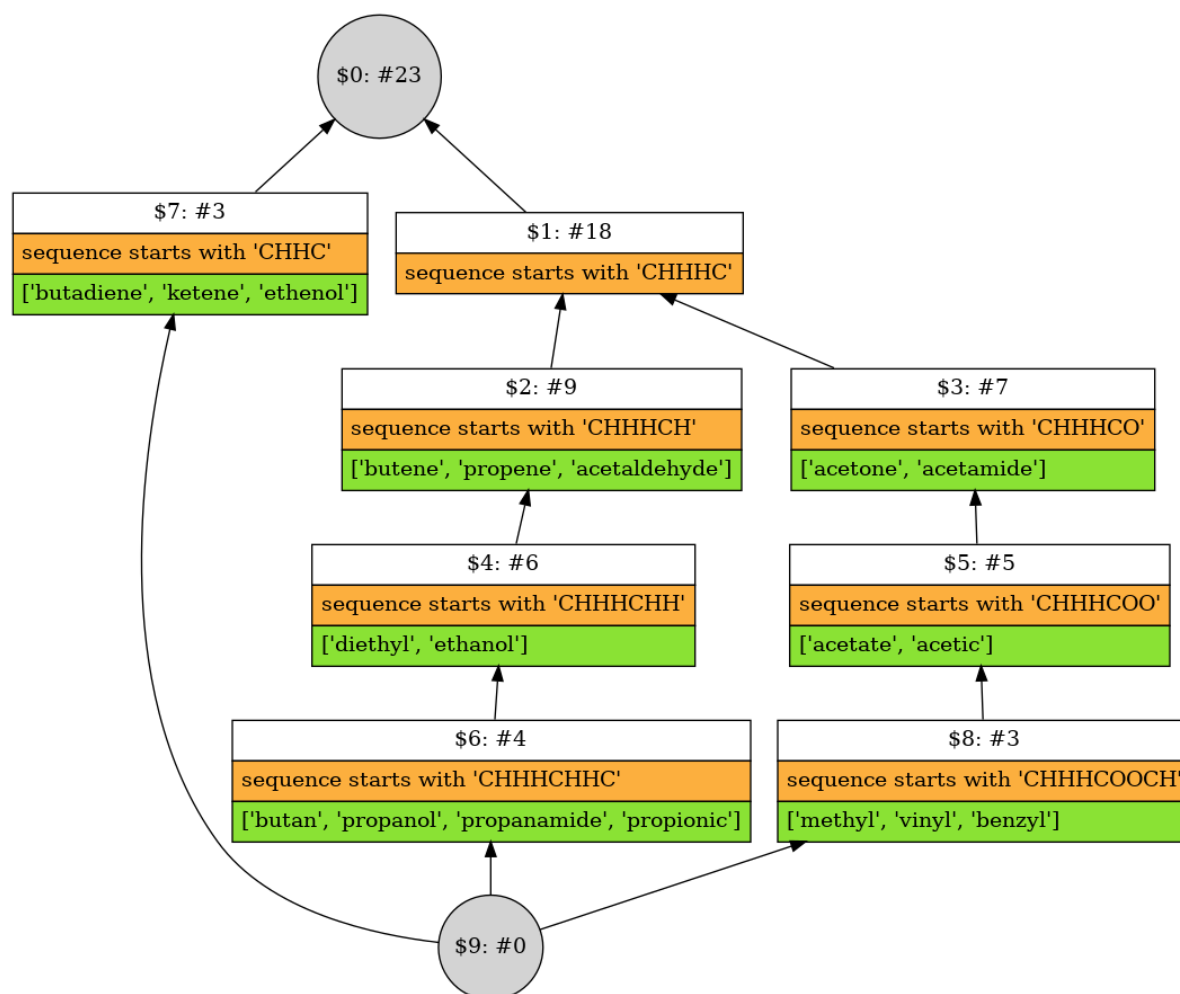 $0: #23
$7: #3
sequence starts with 'CHHC'
['butadiene', 'ketene', 'ethenol']
$1: #18
sequence starts with 'CHHHC'
$2: #9
sequence starts with 'CHHHCH'
['butene', 'propene', 'acetaldehyde']
$3: #7
sequence starts with 'CHHHCO'
['acetone', 'acetamide']
$4: #6
sequence starts with 'CHHHCHH'
['diethyl', 'ethanol']
$5: #5
sequence starts with 'CHHHCOO'
['acetate', 'acetic']
$6: #4
sequence starts with 'CHHHCHHC'
['butan', 'propanol', 'propanamide', 'propionic']
$8: #3
sequence starts with 'CHHHCOOCH'
['methyl', 'vinyl', 'benzyl']
$9: #0